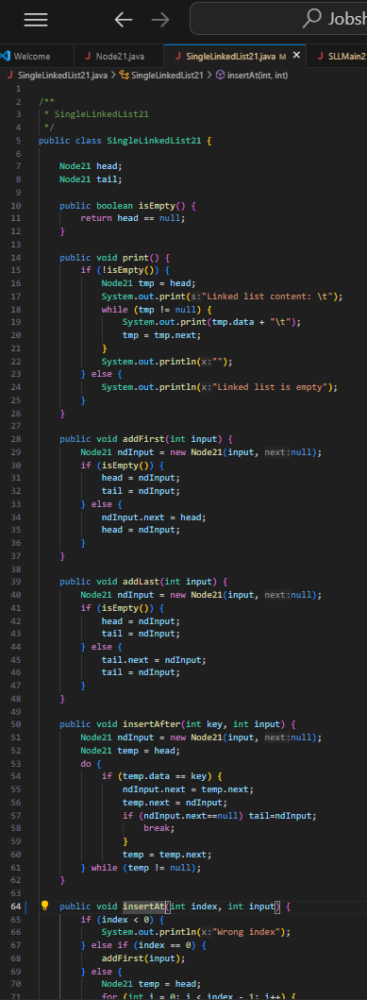 Jobsh
Welcome
J Node21.java
J SingleLinkedList21.java M ×
J SLLMain2
J SingleLinkedList21.java > SingleLinkedList21 > insertAt(int, int)
1
2 /**
3 * SingleLinkedList21
4 */
5 public class SingleLinkedList21 {
6
7 Node21 head;
8 Node21 tail;
9
10 public boolean isEmpty() {
11 return head == null;
12 }
13
14 public void print() {
15 if (!isEmpty()) {
16 Node21 tmp = head;
17 System.out.print(s:"Linked list content: \t");
18 while (tmp != null) {
19 System.out.print(tmp.data + "\t");
20 tmp = tmp.next;
21 }
22 System.out.println(x:"");
23 } else {
24 System.out.println(x:"Linked list is empty");
25 }
26 }
27
28 public void addFirst(int input) {
29 Node21 ndInput = new Node21(input, next:null);
30 if (isEmpty()) {
31 head = ndInput;
32 tail = ndInput;
33 } else {
34 ndInput.next = head;
35 head = ndInput;
36 }
37 }
38
39 public void addLast(int input) {
40 Node21 ndInput = new Node21(input, next:null);
41 if (isEmpty()) {
42 head = ndInput;
43 tail = ndInput;
44 } else {
45 tail.next = ndInput;
46 tail = ndInput;
47 }
48 }
49
50 public void insertAfter(int key, int input) {
51 Node21 ndInput = new Node21(input, next:null);
52 Node21 temp = head;
53 do {
54 if (temp.data == key) {
55 ndInput.next = temp.next;
56 temp.next = ndInput;
57 if (ndInput.next==null) tail=ndInput;
58 break;
59 }
60 temp = temp.next;
61 } while (temp != null);
62 }
63
64 public void insertAt(int index, int input) {
65 if (index < 0) {
66 System.out.println(x:"Wrong index");
67 } else if (index == 0) {
68 addFirst(input);
69 } else {
70 Node21 temp = head;
71 for (int i = 0; i < index - 1; i++) {